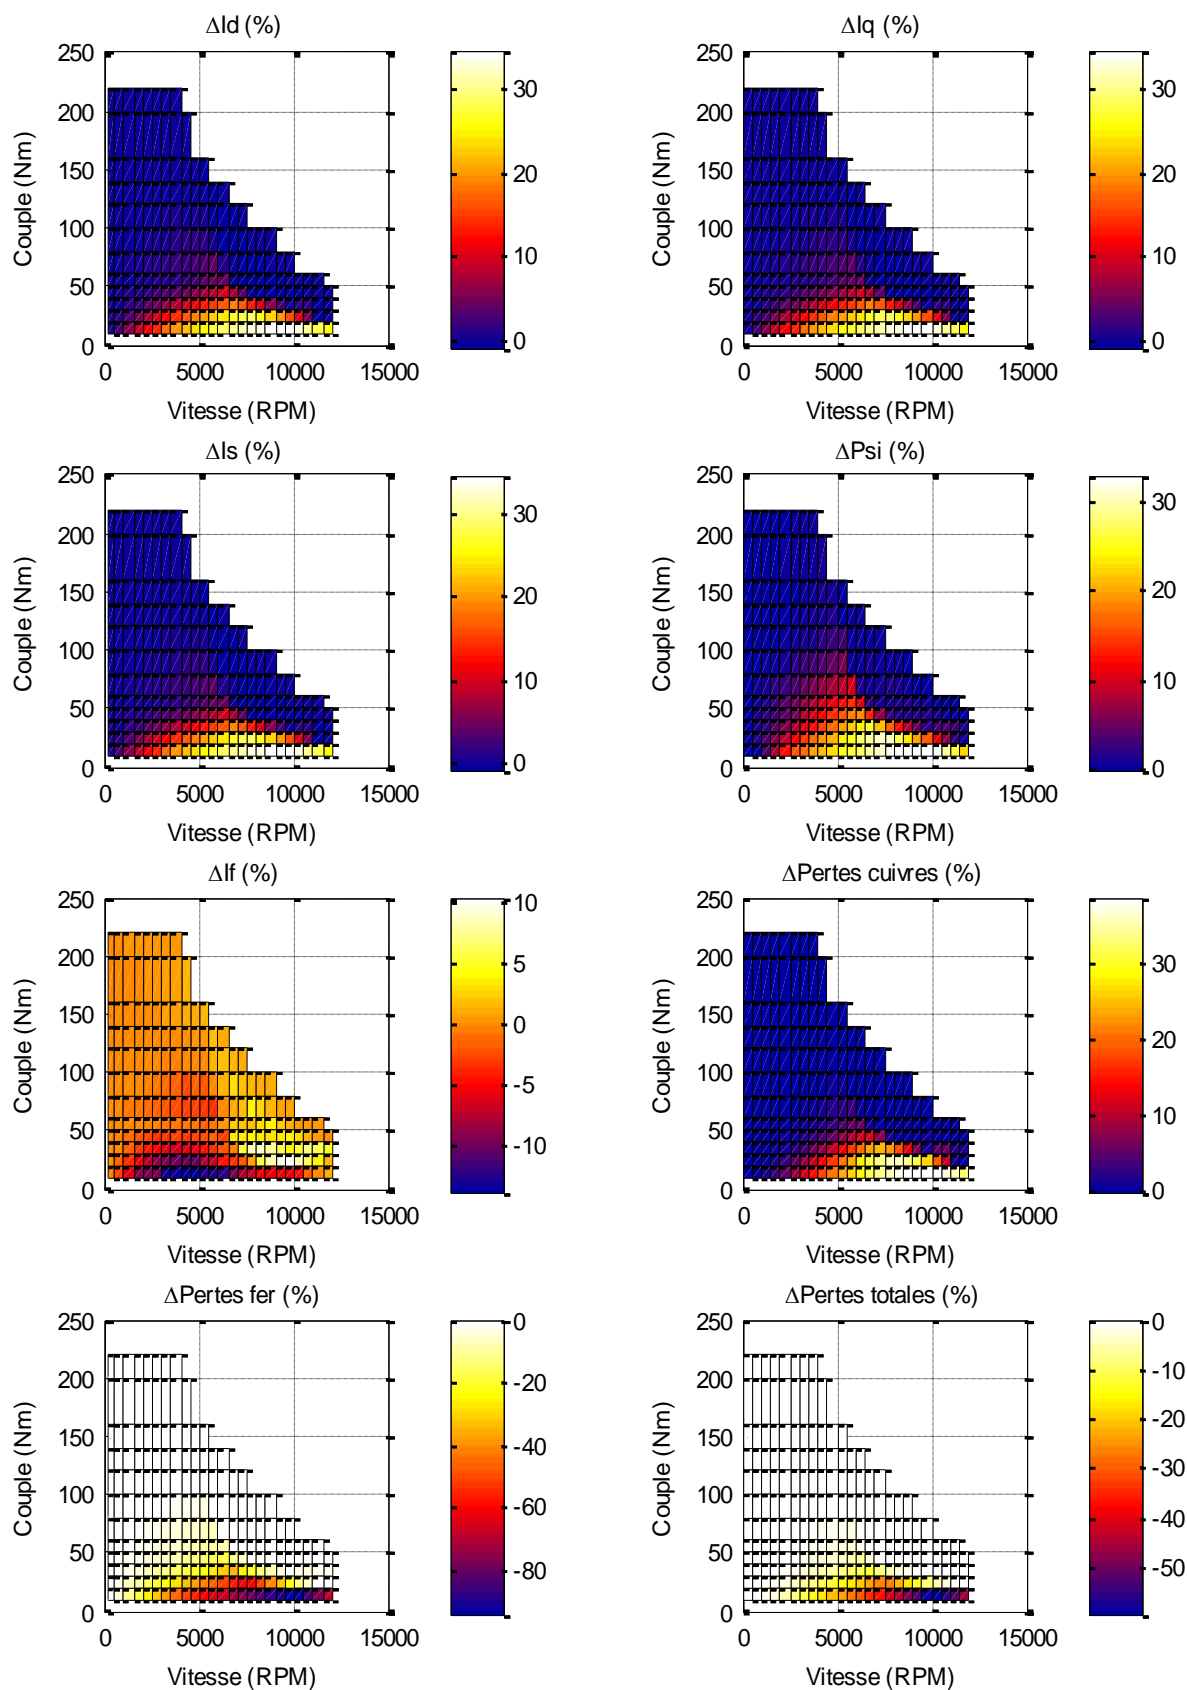 ΔId (%)
250
200
150
100
50
0
0 5000 10000 15000
Couple (Nm)
Vitesse (RPM)
30
20
10
0
ΔIq (%)
250
200
150
100
50
0
0 5000 10000 15000
Couple (Nm)
Vitesse (RPM)
30
20
10
0
ΔIs (%)
250
200
150
100
50
0
0 5000 10000 15000
Couple (Nm)
Vitesse (RPM)
30
20
10
0
ΔPsi (%)
250
200
150
100
50
0
0 5000 10000 15000
Couple (Nm)
Vitesse (RPM)
30
20
10
0
ΔIf (%)
250
200
150
100
50
0
0 5000 10000 15000
Couple (Nm)
Vitesse (RPM)
10
5
0
-5
-10
ΔPertes cuivres (%)
250
200
150
100
50
0
0 5000 10000 15000
Couple (Nm)
Vitesse (RPM)
30
20
10
0
ΔPertes fer (%)
250
200
150
100
50
0
0 5000 10000 15000
Couple (Nm)
Vitesse (RPM)
0
-20
-40
-60
-80
ΔPertes totales (%)
250
200
150
100
50
0
0 5000 10000 15000
Couple (Nm)
Vitesse (RPM)
0
-10
-20
-30
-40
-50